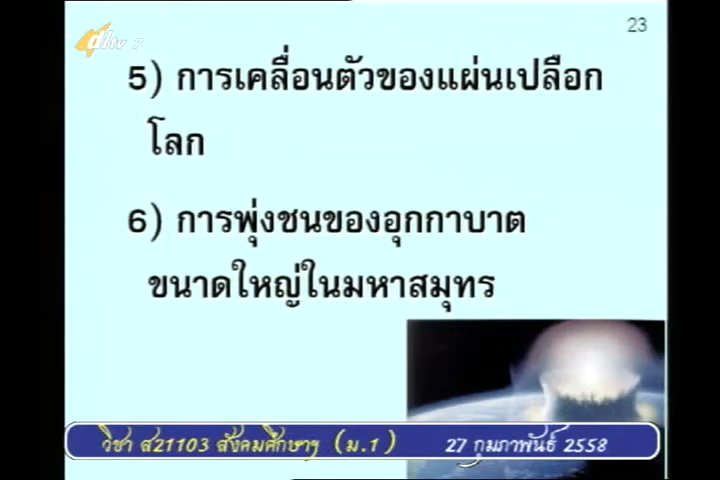 dltv 7
23
5) การเคลื่อนตัวของแผ่นเปลือก
โลก
6) การพุ่งชนของอุกกาบาต
ขนาดใหญ่ในมหาสมุทร
วิชา ส21103 สังคมศึกษาฯ (ม.1) 27 กุมภาพันธ์ 2558